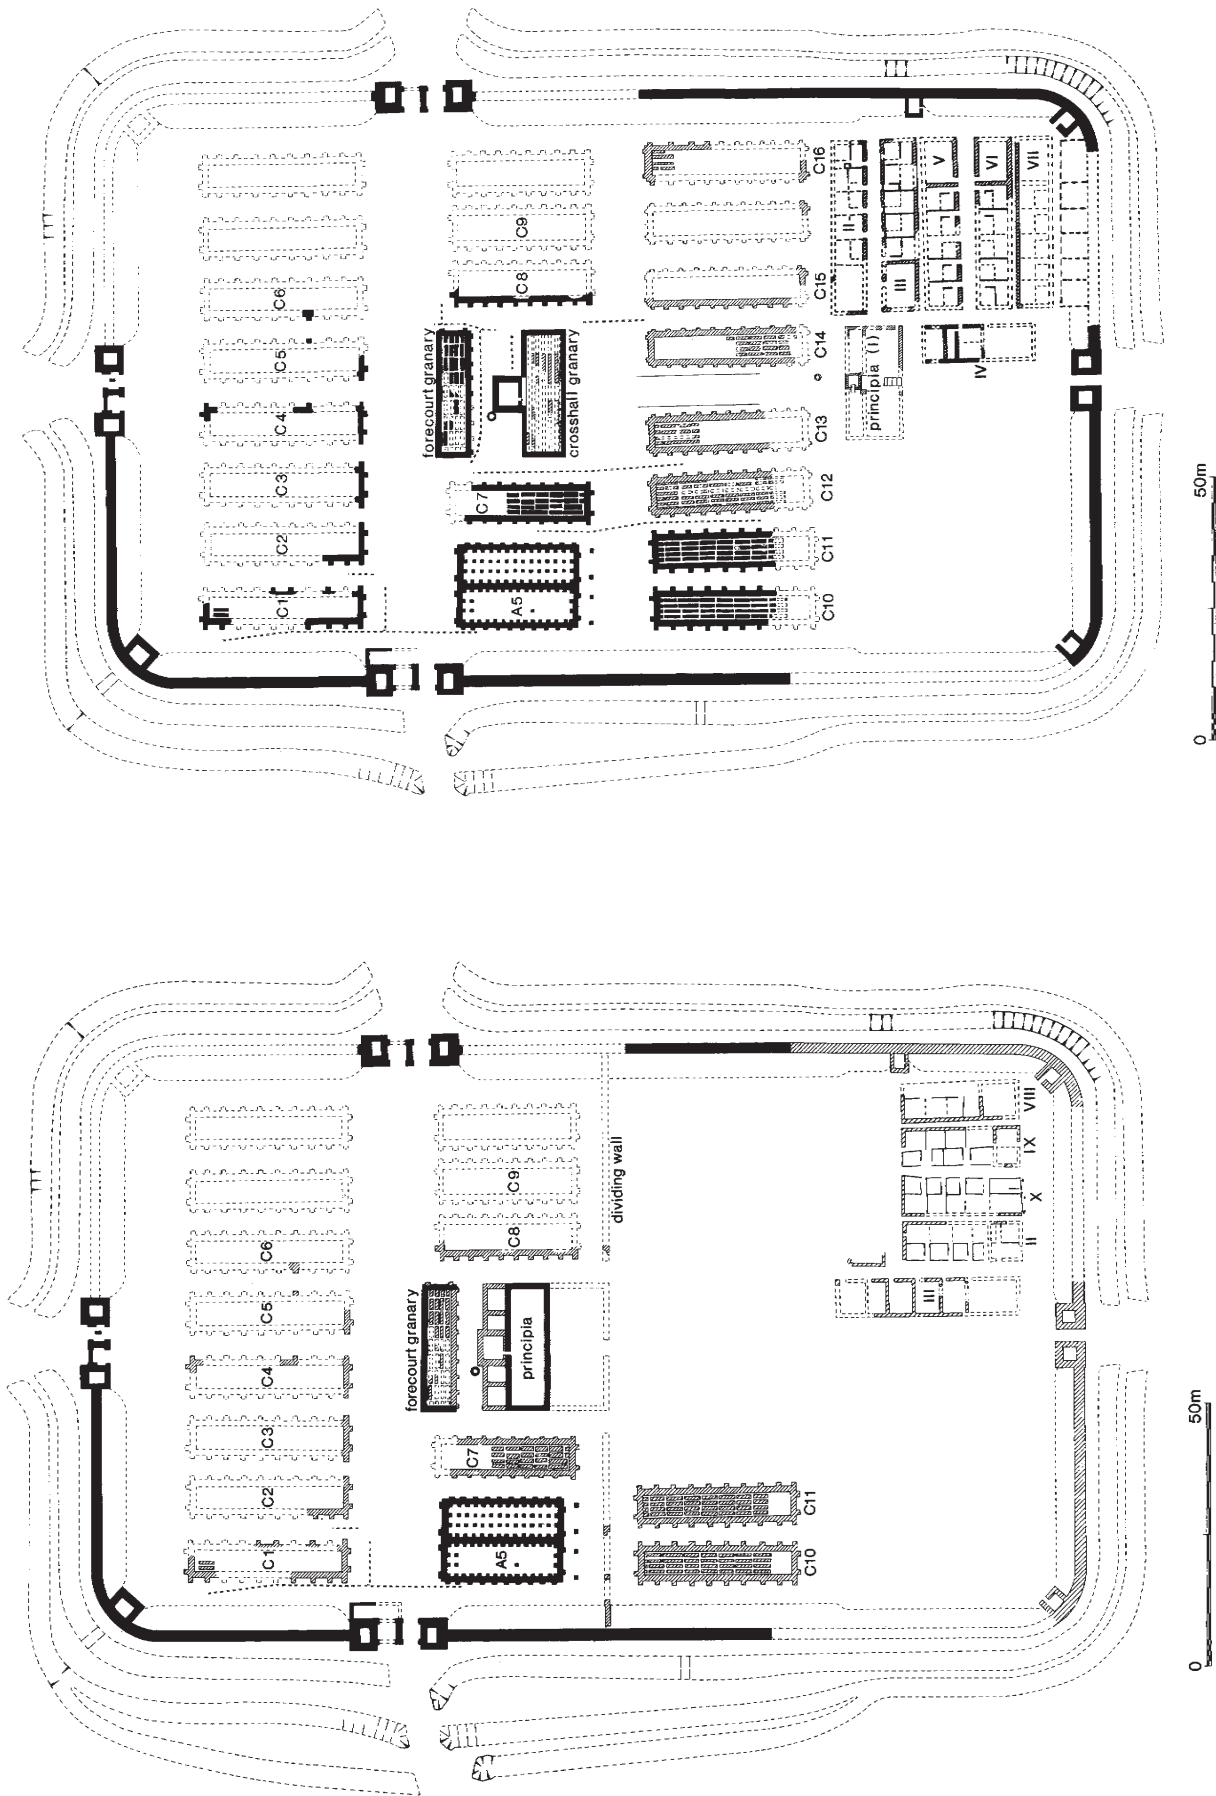 C1
C2
C3
C4
C5
C6
A5
C7
forecourt granary
crosshall granary
C8
C9
C10
C11
C12
C13
C14
C15
C16
principia (I)
II
III
IV
V
VI
VII
0
50m
C1
C2
C3
C4
C5
C6
A5
C7
forecourt granary
principia
C8
C9
dividing wall
C10
C11
III
II
X
XI
VIII
0
50m